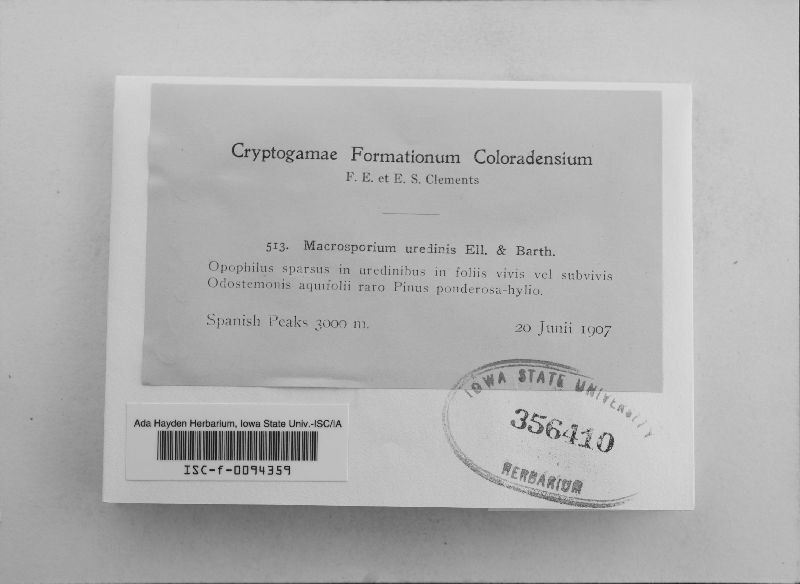 Cryptogamae Formationum Coloradensium
F. E. et E. S. Clements
513. Macrosporium uredinis Ell. & Barth.
Opophilus sparsus in uredinibus in foliis vivis vel subvivis
Odostemonis aquifolii raro Pinus ponderosa-hylio.
Spanish Peaks 3000 m. 20 Junii 1907
IOWA STATE UNIVERSITY
356410
HERBARIUM
Ada Hayden Herbarium, Iowa State Univ.-ISC/IA
ISC-f-0094359